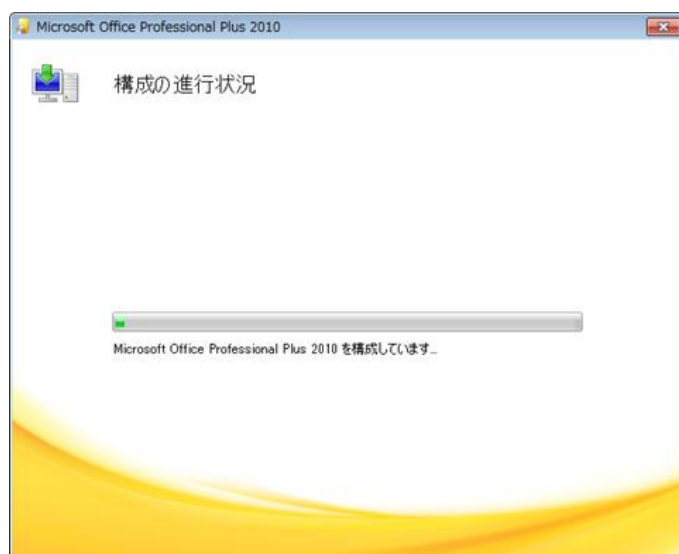 Microsoft Office Professional Plus 2010
構成の進行状況
Microsoft Office Professional Plus 2010 を構成しています...